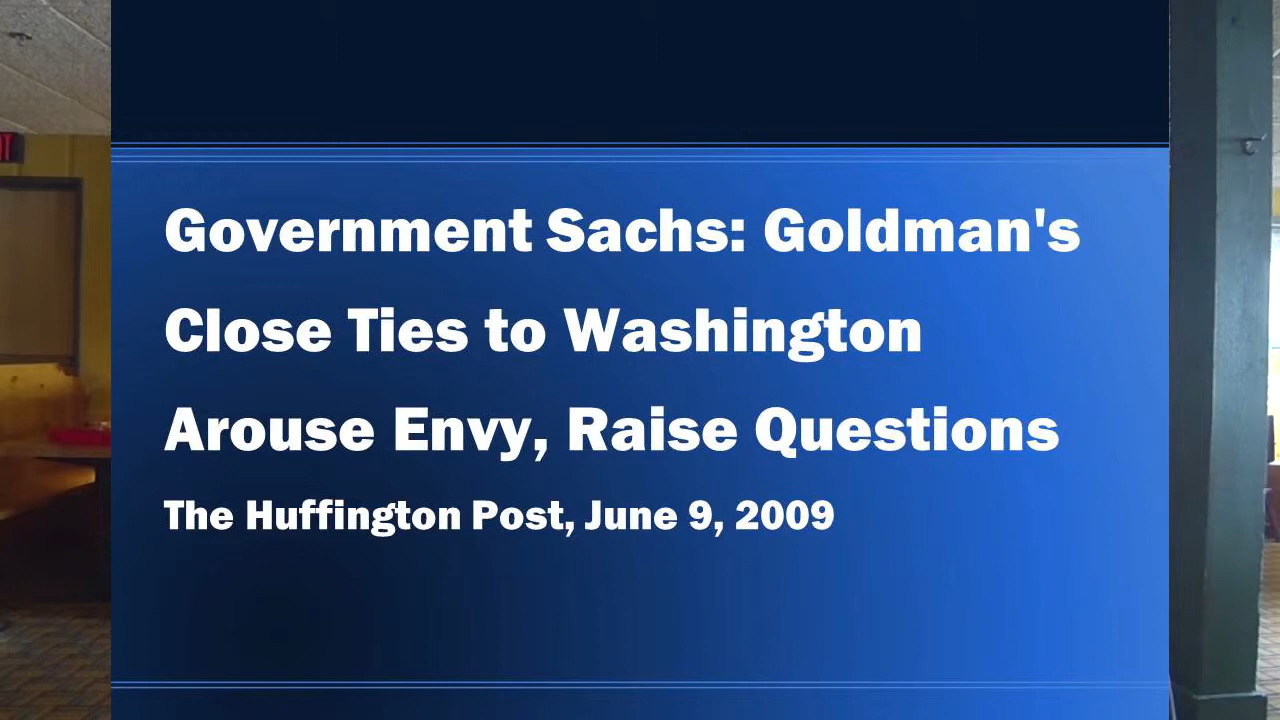 Government Sachs: Goldman's
Close Ties to Washington
Arouse Envy, Raise Questions
The Huffington Post, June 9, 2009